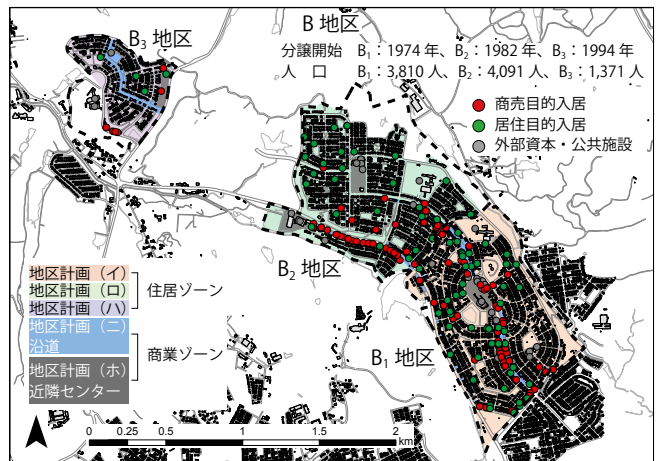 B 地区
B₃ 地区
分譲開始 B₁：1974 年、B₂：1982 年、B₃：1994 年
人 口 B₁：3,810 人、B₂：4,091 人、B₃：1,371 人
商売目的入居
居住目的入居
外部資本・公共施設
B₂ 地区
B₁ 地区
地区計画（イ）
地区計画（ロ）
地区計画（ハ）
住居ゾーン
地区計画（ニ）
沿道
地区計画（ホ）
近隣センター
商業ゾーン
0 0.25 0.5 1 1.5 2
km